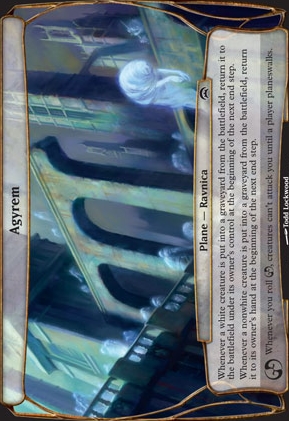 Agyrem
Plane — Ravnica
Whenever a white creature is put into a graveyard from the battlefield, return it to
the battlefield under its owner's control at the beginning of the next end step.
Whenever a nonwhite creature is put into a graveyard from the battlefield, return
it to its owner's hand at the beginning of the next end step.
Whenever you roll , creatures can't attack you until a player planeswalks.
Todd Lockwood